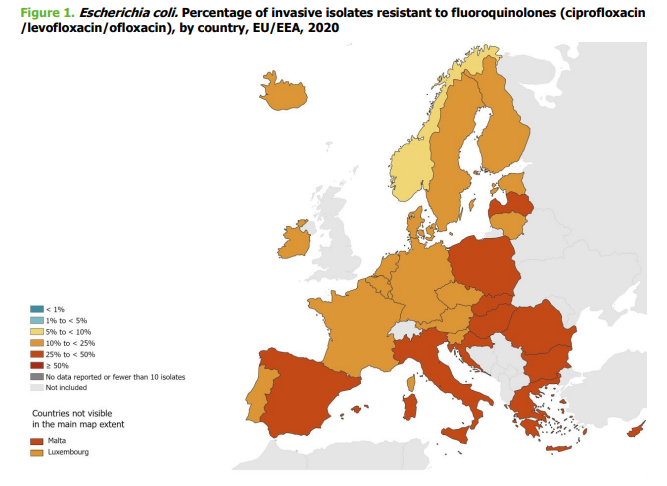 Figure 1. Escherichia coli. Percentage of invasive isolates resistant to fluoroquinolones (ciprofloxacin
/levofloxacin/ofloxacin), by country, EU/EEA, 2020
< 1%
1% to < 5%
5% to < 10%
10% to < 25%
25% to < 50%
≥ 50%
No data reported or fewer than 10 isolates
Not included
Countries not visible
in the main map extent
Malta
Luxembourg